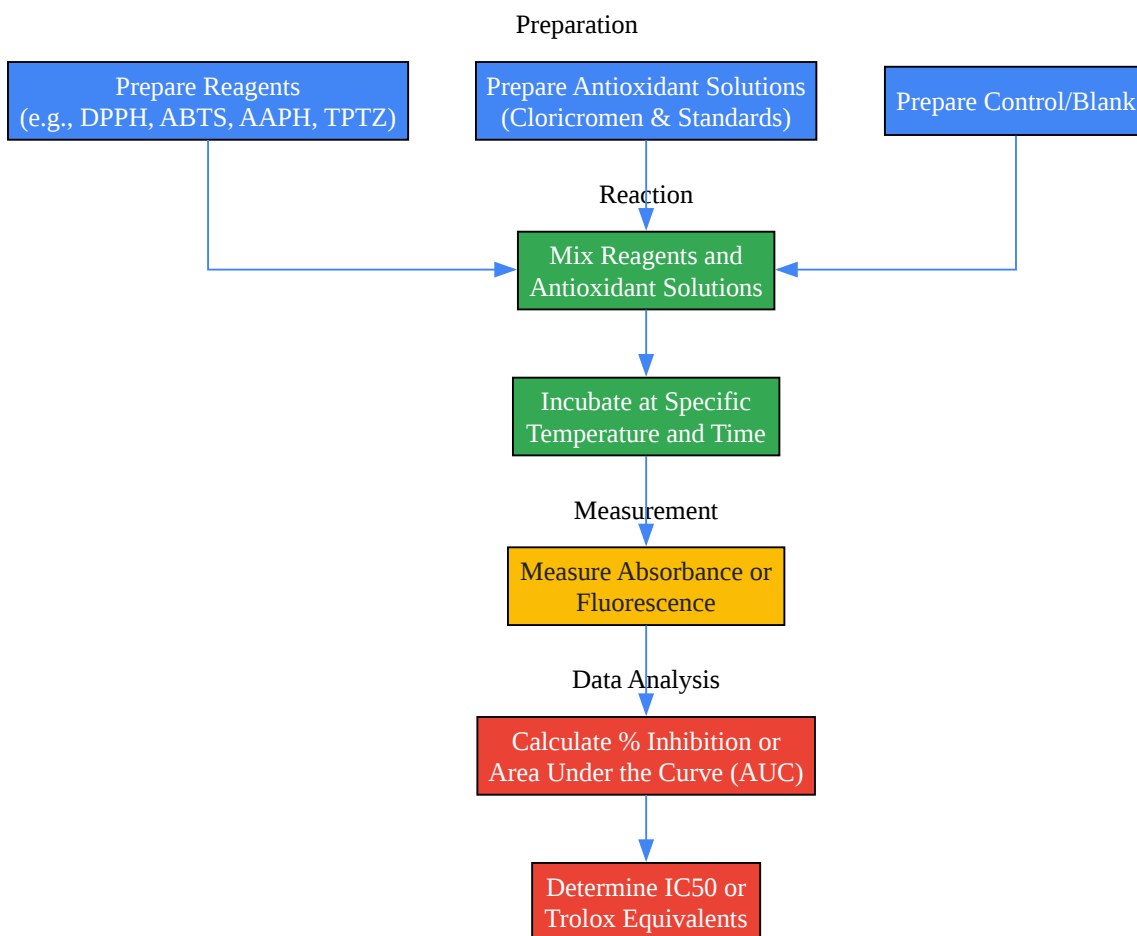 Preparation
Prepare Reagents
(e.g., DPPH, ABTS, AAPH, TPTZ)
Prepare Antioxidant Solutions
(Cloricromen & Standards)
Prepare Control/Blank
Reaction
Mix Reagents and
Antioxidant Solutions
Incubate at Specific
Temperature and Time
Measurement
Measure Absorbance or
Fluorescence
Data Analysis
Calculate % Inhibition or
Area Under the Curve (AUC)
Determine IC50 or
Trolox Equivalents